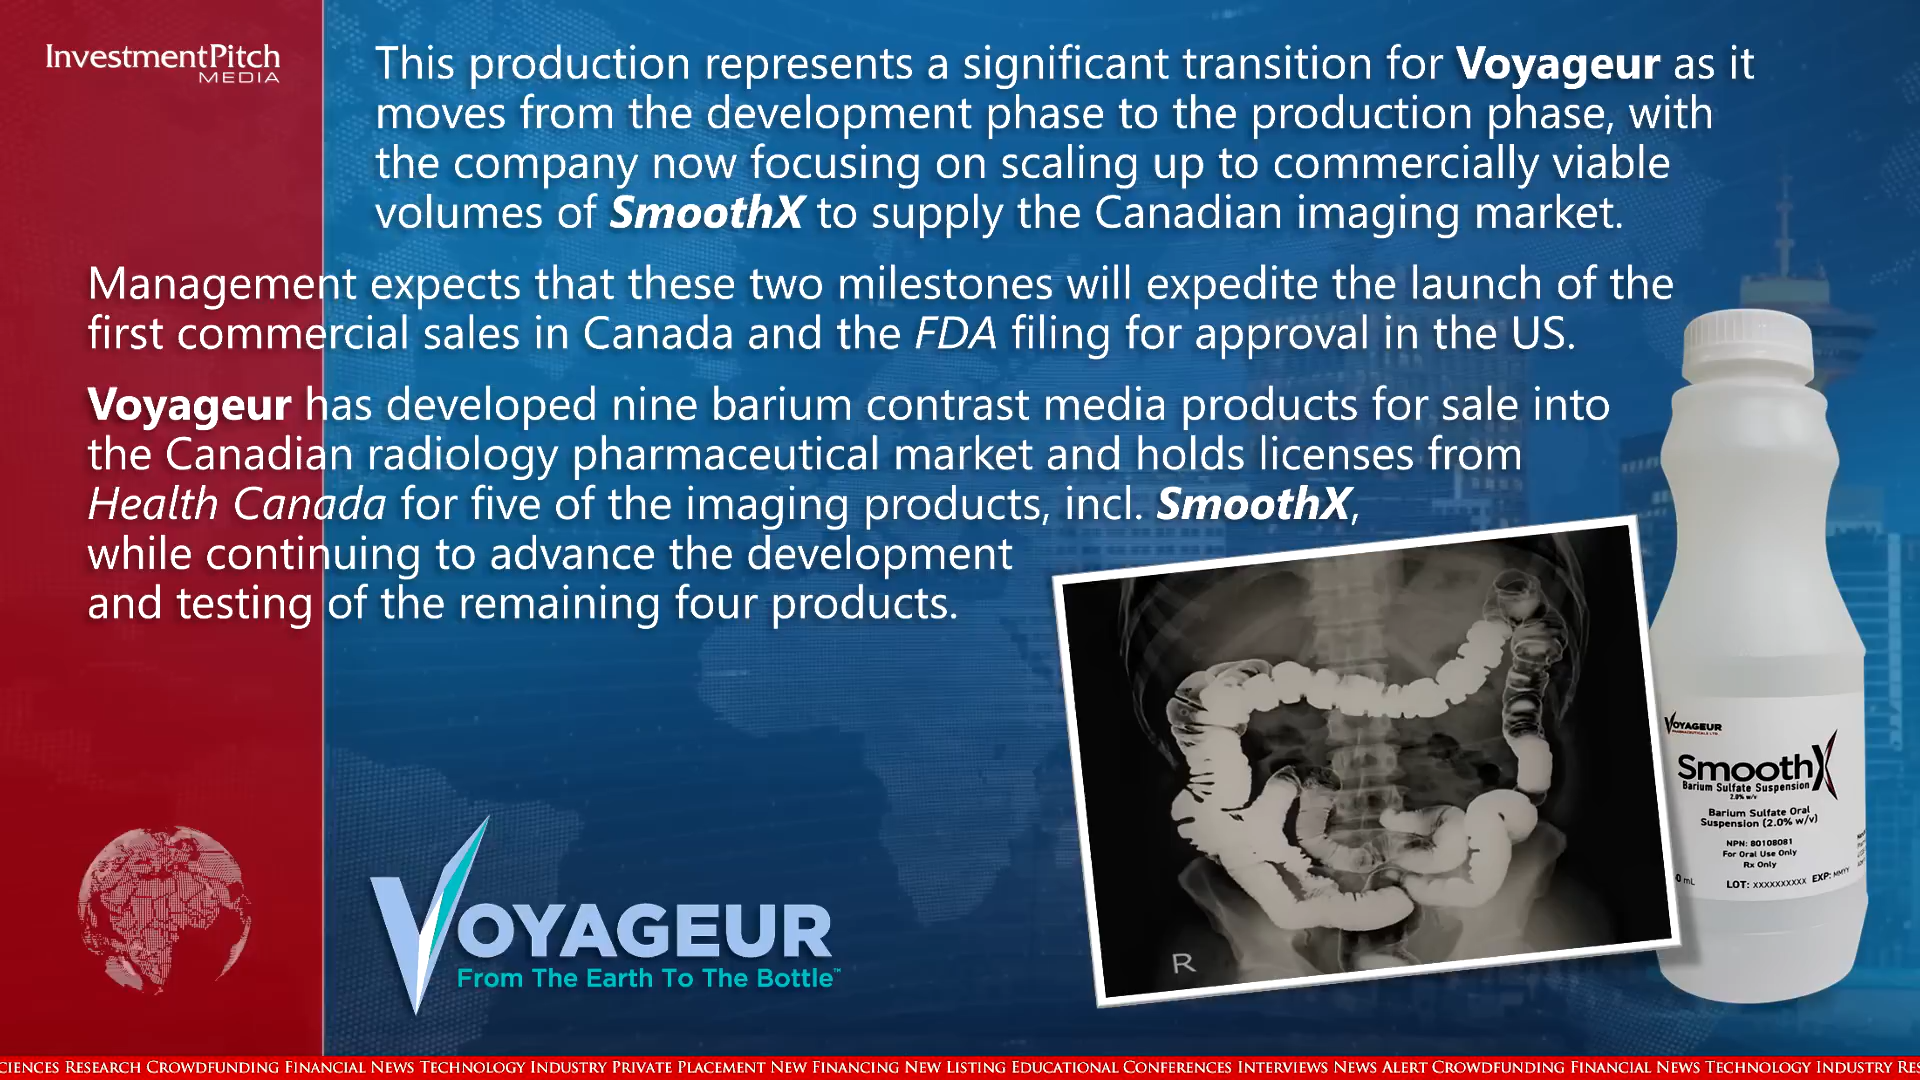 InvestmentPitch
MEDIA
This production represents a significant transition for Voyageur as it
moves from the development phase to the production phase, with
the company now focusing on scaling up to commercially viable
volumes of SmoothX to supply the Canadian imaging market.
Management expects that these two milestones will expedite the launch of the
first commercial sales in Canada and the FDA filing for approval in the US.
Voyageur has developed nine barium contrast media products for sale into
the Canadian radiology pharmaceutical market and holds licenses from
Health Canada for five of the imaging products, incl. SmoothX,
while continuing to advance the development
and testing of the remaining four products.
VOYAGEUR
PHARMACEUTICALS LTD.
SmoothX
Barium Sulfate Suspension
2.0% w/v
Barium Sulfate Oral
Suspension (2.0% w/v)
NPN: 80108081
For Oral Use Only
Rx Only
0 mL
LOT: XXXXXXXXXX EXP: MMYY
R
VOYAGEUR
From The Earth To The Bottle™
CIENCES RESEARCH CROWDFUNDING FINANCIAL NEWS TECHNOLOGY INDUSTRY PRIVATE PLACEMENT NEW FINANCING NEW LISTING EDUCATIONAL CONFERENCES INTERVIEWS NEWS ALERT CROWDFUNDING FINANCIAL NEWS TECHNOLOGY INDUSTRY RES